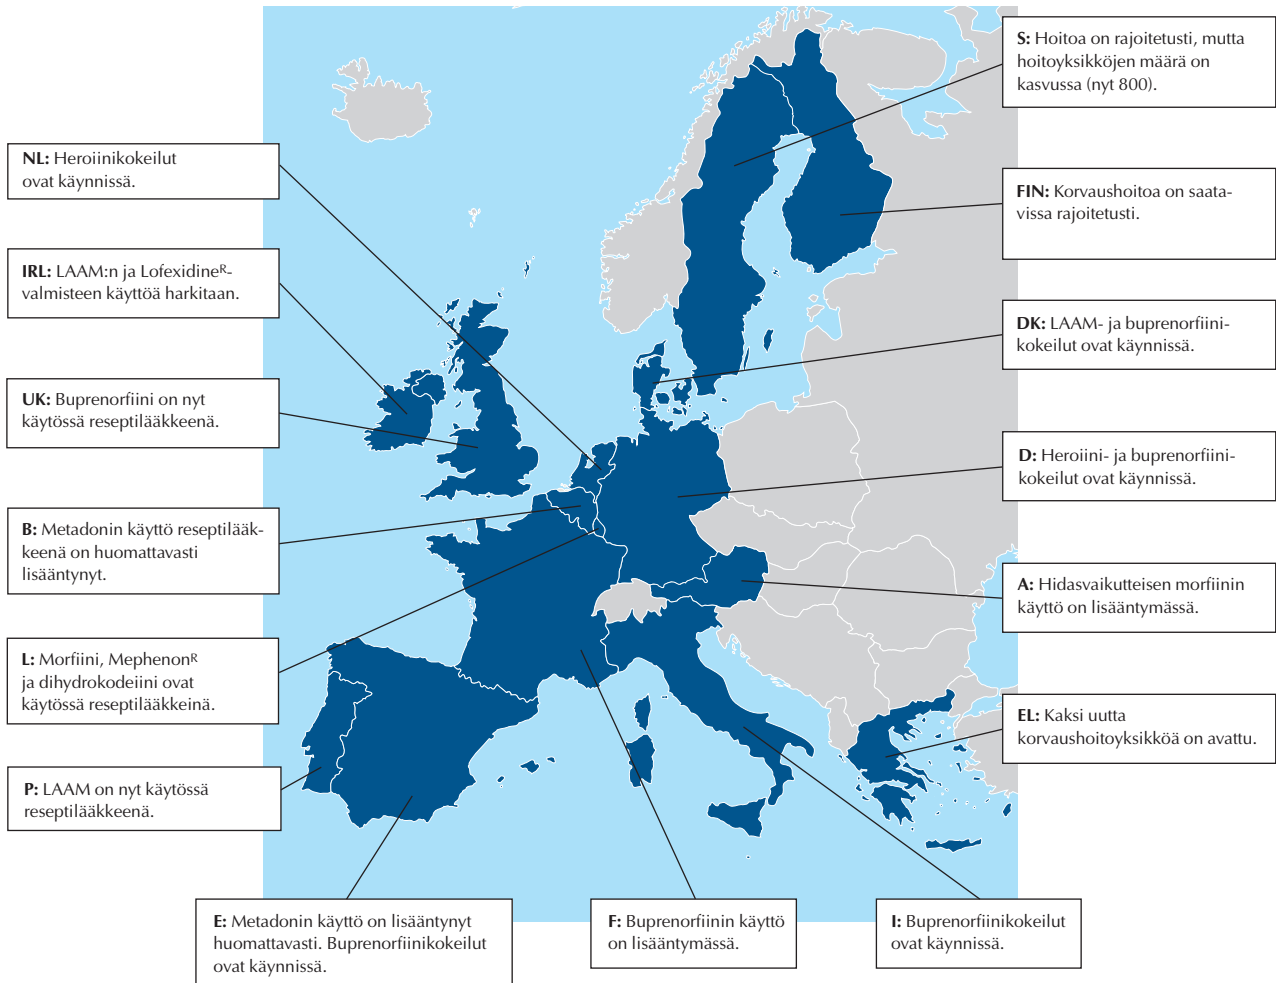 S: Hoitoa on rajoitetusti, mutta
hoitoyksikköjen määrä on
kasvussa (nyt 800).
NL: Heroiinikokeilut
ovat käynnissä.
FIN: Korvaushoitoa on saata-
vissa rajoitetusti.
IRL: LAAM:n ja Lofexidineᴿ-
valmisteen käyttöä harkitaan.
DK: LAAM- ja buprenorfiini-
kokeilut ovat käynnissä.
UK: Buprenorfiini on nyt
käytössä reseptilääkkeenä.
D: Heroiini- ja buprenorfiini-
kokeilut ovat käynnissä.
B: Metadonin käyttö reseptilääk-
keenä on huomattavasti
lisääntynyt.
A: Hidasvaikutteisen morfiinin
käyttö on lisääntymässä.
L: Morfiini, Mephenonᴿ
ja dihydrokodeiini ovat
käytössä reseptilääkkeinä.
EL: Kaksi uutta
korvaushoitoyksikköä on avattu.
P: LAAM on nyt käytössä
reseptilääkkeenä.
E: Metadonin käyttö on lisääntynyt
huomattavasti. Buprenorfiinikokeilut
ovat käynnissä.
F: Buprenorfiinin käyttö
on lisääntymässä.
I: Buprenorfiinikokeilut
ovat käynnissä.